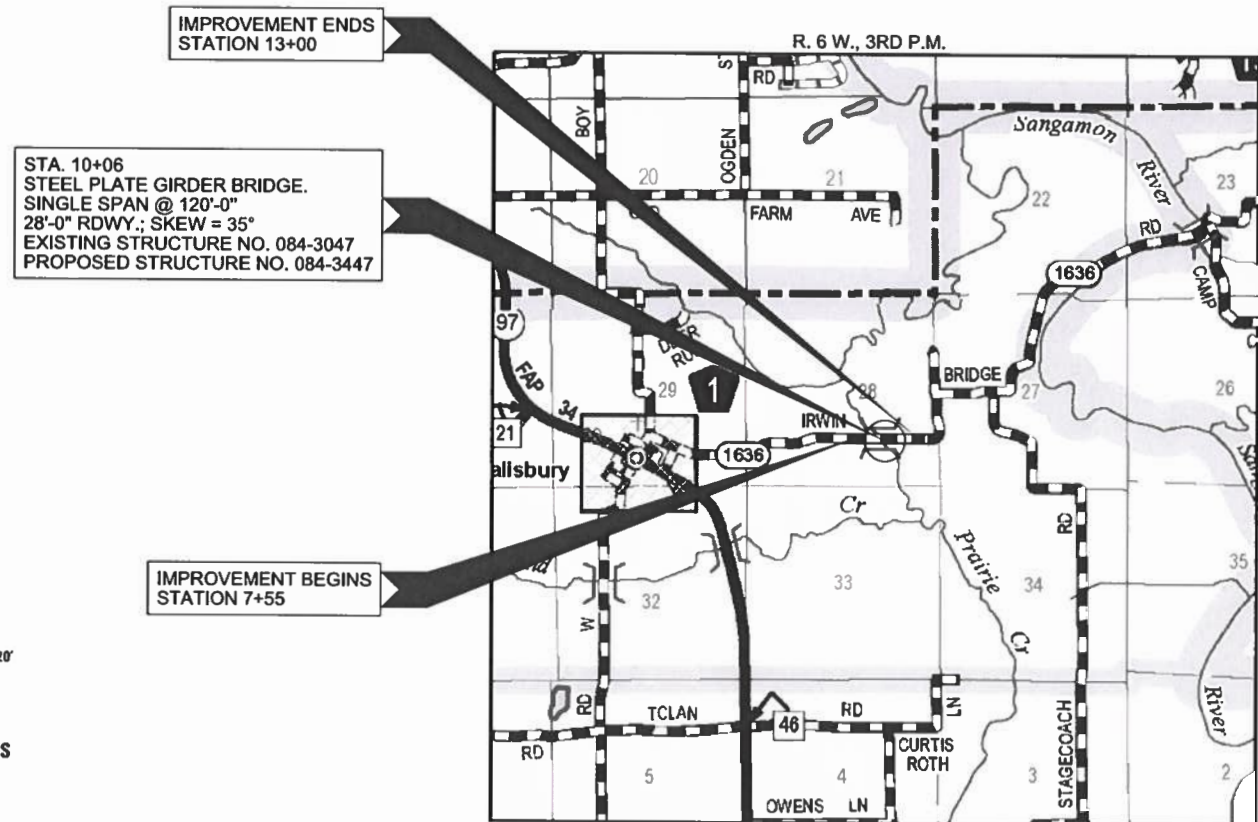 IMPROVEMENT ENDS
STATION 13+00
R. 6 W., 3RD P.M.
STA. 10+06
STEEL PLATE GIRDER BRIDGE.
SINGLE SPAN @ 120'-0"
28'-0" RDWY.; SKEW = 35°
EXISTING STRUCTURE NO. 084-3047
PROPOSED STRUCTURE NO. 084-3447
IMPROVEMENT BEGINS
STATION 7+55
20'
S
RD
BOY
OGDEN
ST
Sangamon
River
20
21
22
23
FARM AVE
RD
CAMP
1636
97
FAP
34
21
alisbury
29
1
28
IRWIN
1636
BRIDGE
27
26
Cr
Prairie
Cr
32
33
34
35
W
RD
RD
TCLAN RD
46
LN
CURTIS
ROTH
STAGECOACH
RD
River
5
4
3
2
OWENS LN